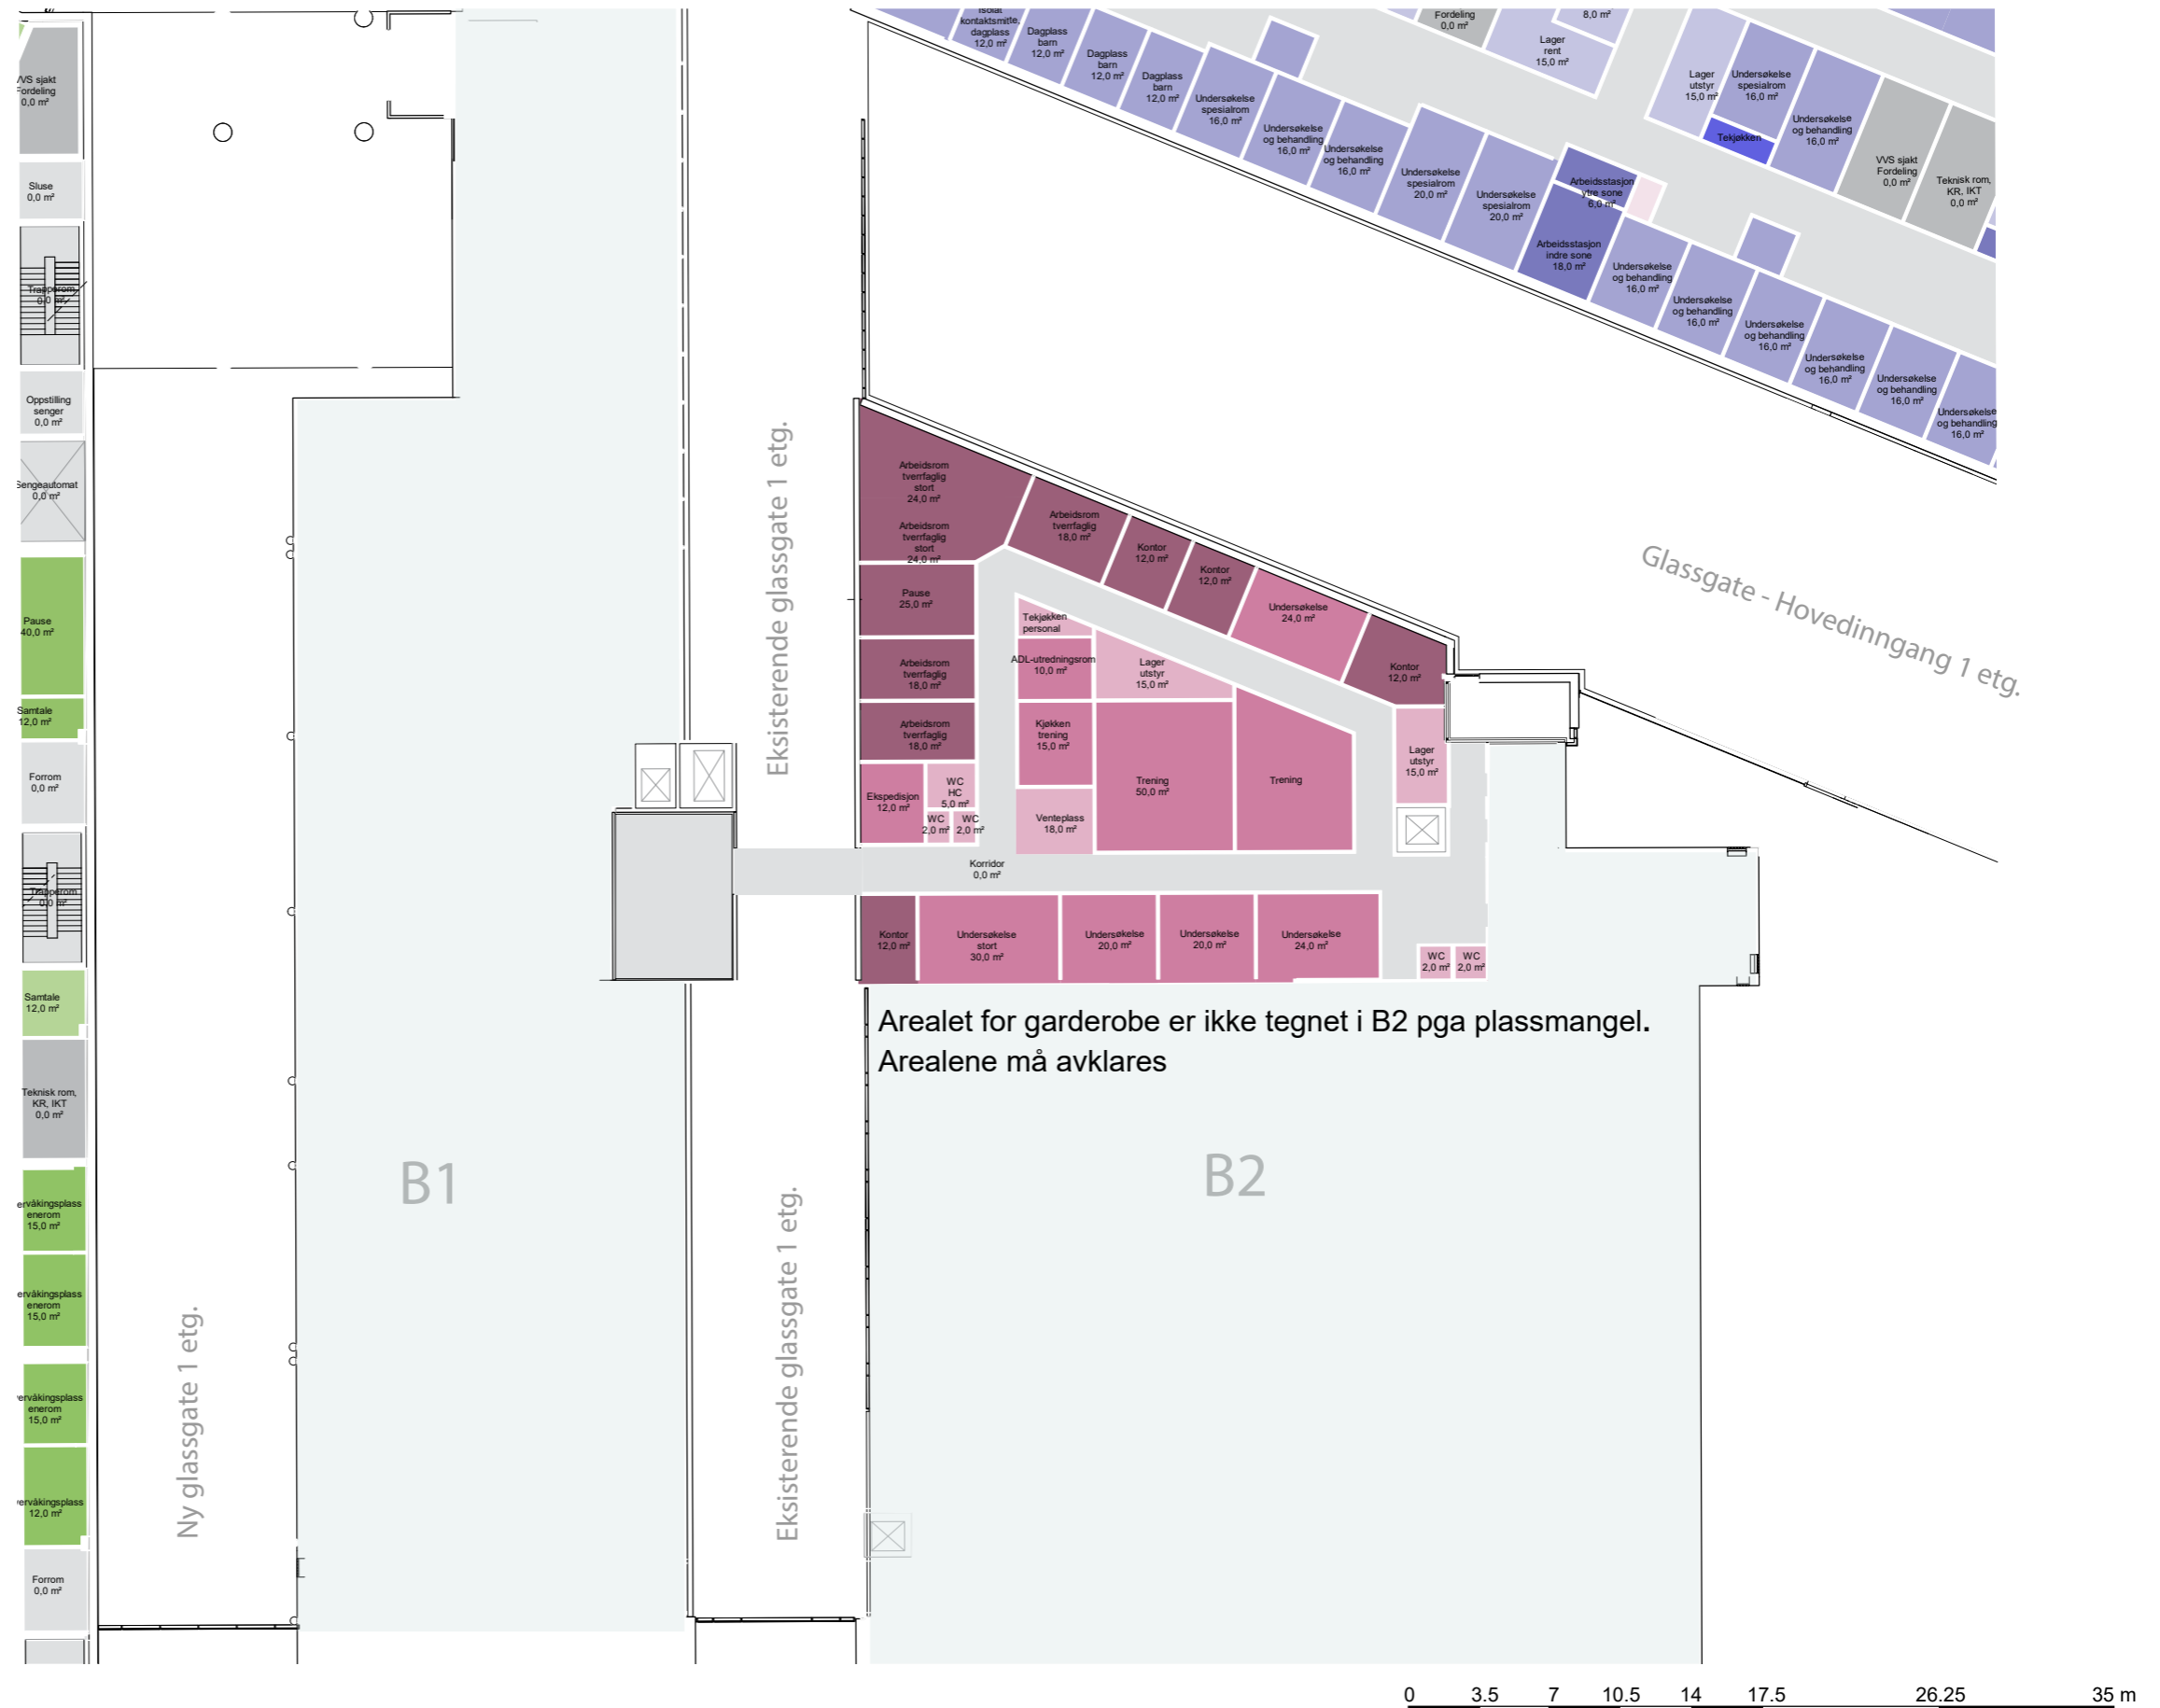 Isolat
kontaktsmitte,
dagplass
12,0 m²
Dagplass
barn
12,0 m²
Dagplass
barn
12,0 m²
Dagplass
barn
12,0 m²
Undersøkelse
spesialrom
16,0 m²
Undersøkelse
og behandling
16,0 m²
Undersøkelse
og behandling
16,0 m²
Undersøkelse
spesialrom
20,0 m²
Undersøkelse
spesialrom
20,0 m²
Fordeling
0,0 m²
Lager
rent
15,0 m²
8,0 m²
Lager
utstyr
15,0 m²
Undersøkelse
spesialrom
16,0 m²
Tekjøkken
Undersøkelse
og behandling
16,0 m²
VVS sjakt
Fordeling
0,0 m²
Teknisk rom,
KR, IKT
0,0 m²
Arbeidsstasjon
ytre sone
6,0 m²
Arbeidsstasjon
indre sone
18,0 m²
Undersøkelse
og behandling
16,0 m²
Undersøkelse
og behandling
16,0 m²
Undersøkelse
og behandling
16,0 m²
Undersøkelse
og behandling
16,0 m²
Undersøkelse
og behandling
16,0 m²
Undersøkelse
og behandling
16,0 m²
VVS sjakt
Fordeling
0,0 m²
Sluse
0,0 m²
Trapperom
0,0 m²
Oppstilling
senger
0,0 m²
Sengeautomat
0,0 m²
Pause
40,0 m²
Samtale
12,0 m²
Forrom
0,0 m²
Trapperom
0,0 m²
Samtale
12,0 m²
Teknisk rom,
KR, IKT
0,0 m²
ervåkingsplass
enerom
15,0 m²
ervåkingsplass
enerom
15,0 m²
ervåkingsplass
enerom
15,0 m²
ervåkingsplass
12,0 m²
Forrom
0,0 m²
Ny glassgate 1 etg.
B1
Eksisterende glassgate 1 etg.
Eksisterende glassgate 1 etg.
Glassgate - Hovedinngang 1 etg.
Arbeidsrom
tverrfaglig
stort
24,0 m²
Arbeidsrom
tverrfaglig
stort
24,0 m²
Arbeidsrom
tverrfaglig
18,0 m²
Kontor
12,0 m²
Kontor
12,0 m²
Undersøkelse
24,0 m²
Kontor
12,0 m²
Pause
25,0 m²
Tekjøkken
personal
Arbeidsrom
tverrfaglig
18,0 m²
ADL-utredningsrom
10,0 m²
Lager
utstyr
15,0 m²
Arbeidsrom
tverrfaglig
18,0 m²
Kjøkken
trening
15,0 m²
Trening
50,0 m²
Trening
Lager
utstyr
15,0 m²
Ekspedisjon
12,0 m²
WC
HC
5,0 m²
WC
2,0 m²
WC
2,0 m²
Venteplass
18,0 m²
Korridor
0,0 m²
Kontor
12,0 m²
Undersøkelse
stort
30,0 m²
Undersøkelse
20,0 m²
Undersøkelse
20,0 m²
Undersøkelse
24,0 m²
WC
2,0 m²
WC
2,0 m²
Arealet for garderobe er ikke tegnet i B2 pga plassmangel.
Arealene må avklares
B2
0 3.5 7 10.5 14 17.5 26.25 35 m